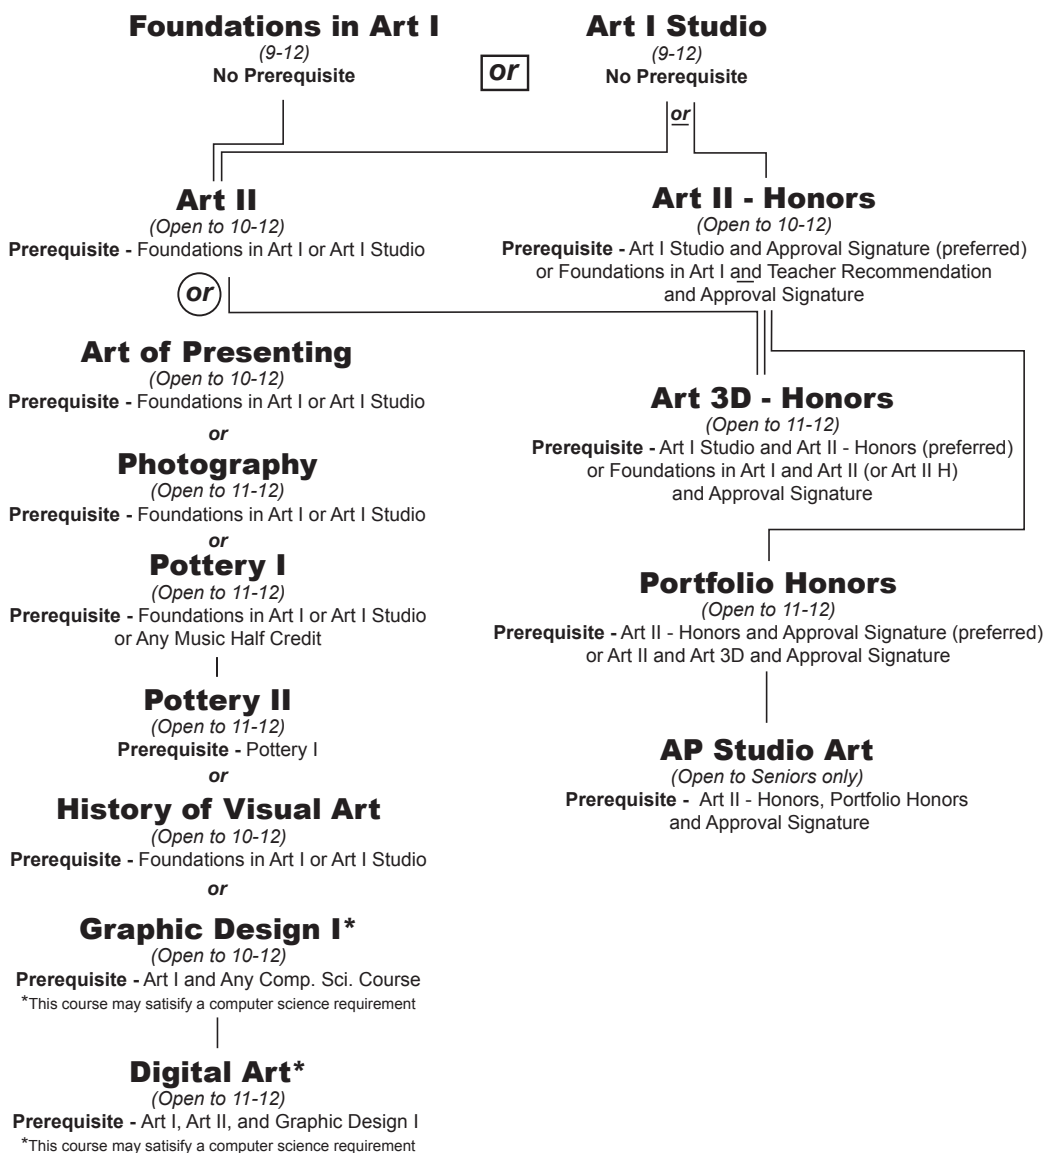 Foundations in Art I
(9-12)
No Prerequisite
or
Art I Studio
(9-12)
No Prerequisite
or
Art II
(Open to 10-12)
Prerequisite - Foundations in Art I or Art I Studio
Art II - Honors
(Open to 10-12)
Prerequisite - Art I Studio and Approval Signature (preferred)
or Foundations in Art I and Teacher Recommendation
and Approval Signature
or
Art of Presenting
(Open to 10-12)
Prerequisite - Foundations in Art I or Art I Studio
or
Photography
(Open to 11-12)
Prerequisite - Foundations in Art I or Art I Studio
or
Pottery I
(Open to 11-12)
Prerequisite - Foundations in Art I or Art I Studio
or Any Music Half Credit
Pottery II
(Open to 11-12)
Prerequisite - Pottery I
or
History of Visual Art
(Open to 10-12)
Prerequisite - Foundations in Art I or Art I Studio
or
Graphic Design I*
(Open to 10-12)
Prerequisite - Art I and Any Comp. Sci. Course
*This course may satisify a computer science requirement
Digital Art*
(Open to 11-12)
Prerequisite - Art I, Art II, and Graphic Design I
*This course may satisify a computer science requirement
Art 3D - Honors
(Open to 11-12)
Prerequisite - Art I Studio and Art II - Honors (preferred)
or Foundations in Art I and Art II (or Art II H)
and Approval Signature
Portfolio Honors
(Open to 11-12)
Prerequisite - Art II - Honors and Approval Signature (preferred)
or Art II and Art 3D and Approval Signature
AP Studio Art
(Open to Seniors only)
Prerequisite - Art II - Honors, Portfolio Honors
and Approval Signature